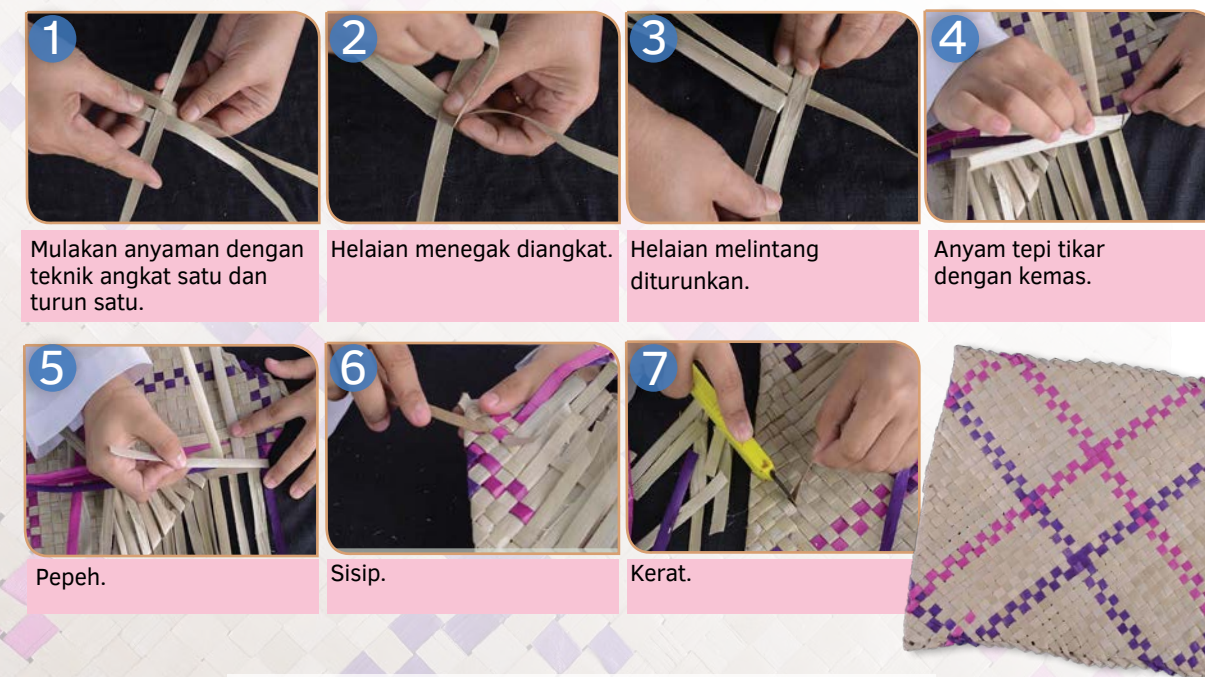 1
Mulakan anyaman dengan
teknik angkat satu dan
turun satu.
2
Helaian menegak diangkat.
3
Helaian melintang
diturunkan.
4
Anyam tepi tikar
dengan kemas.
5
Pepeh.
6
Sisip.
7
Kerat.